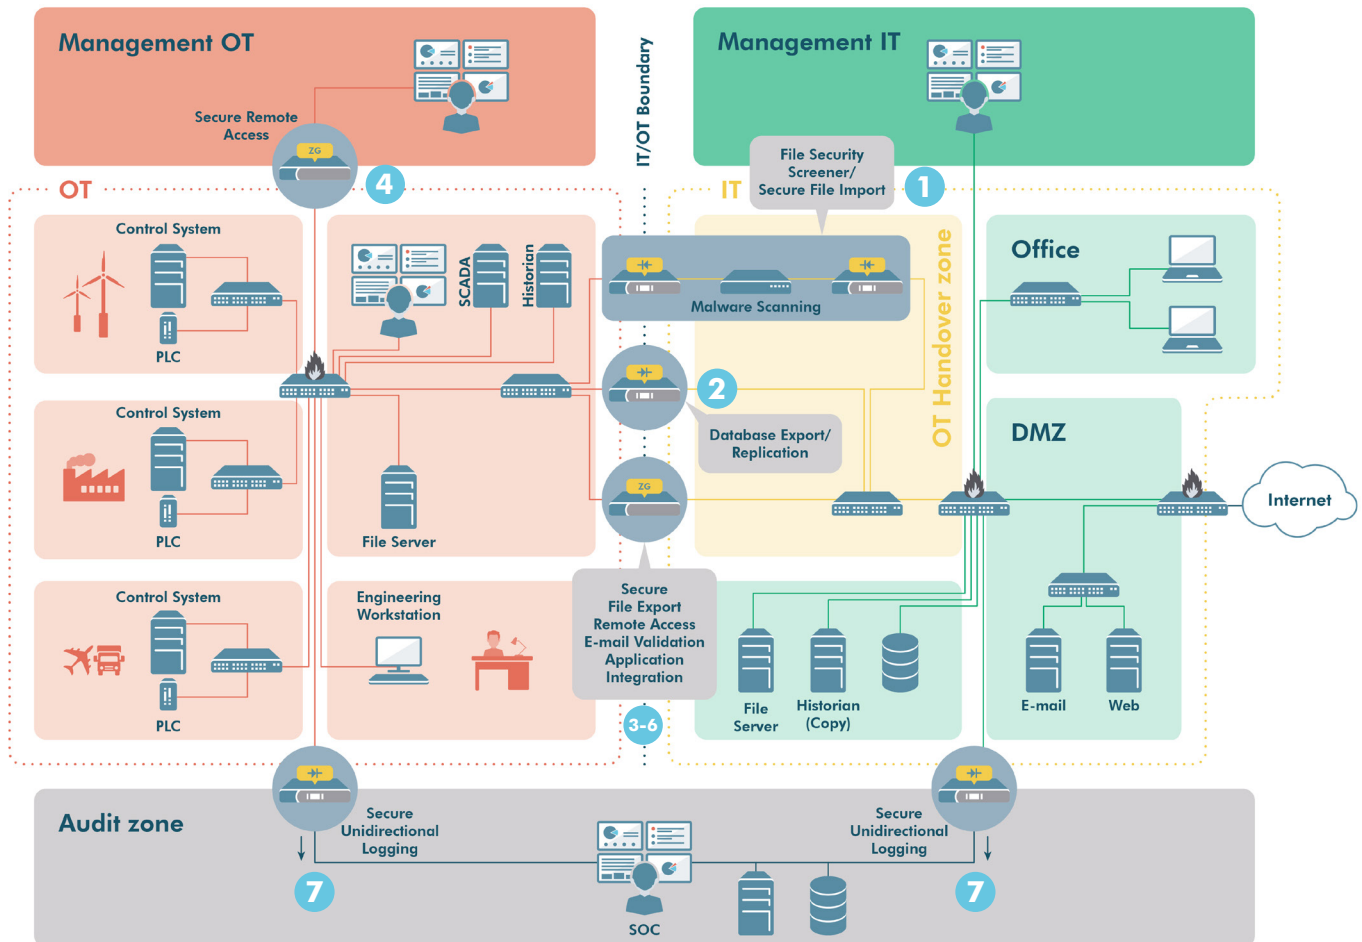 Management OT
Secure Remote
Access
ZG
4
IT/OT Boundary
Management IT
File Security
Screener/
Secure File Import
1
OT
Control System
PLC
Control System
PLC
Control System
PLC
SCADA
Historian
File Server
Engineering
Workstation
IT
Malware Scanning
2
Database Export/
Replication
ZG
Secure
File Export
Remote Access
E-mail Validation
Application
Integration
3-6
OT Handover zone
Office
DMZ
Internet
File
Server
Historian
(Copy)
E-mail
Web
Audit zone
Secure
Unidirectional
Logging
7
SOC
Secure
Unidirectional
Logging
7